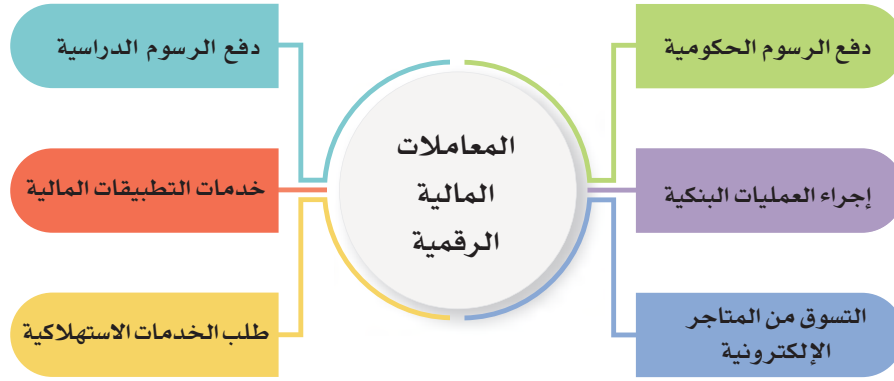 المعاملات
المالية
الرقمية
دفع الرسوم الحكومية
إجراء العمليات البنكية
التسوق من المتاجر
الإلكترونية
دفع الرسوم الدراسية
خدمات التطبيقات المالية
طلب الخدمات الاستهلاكية